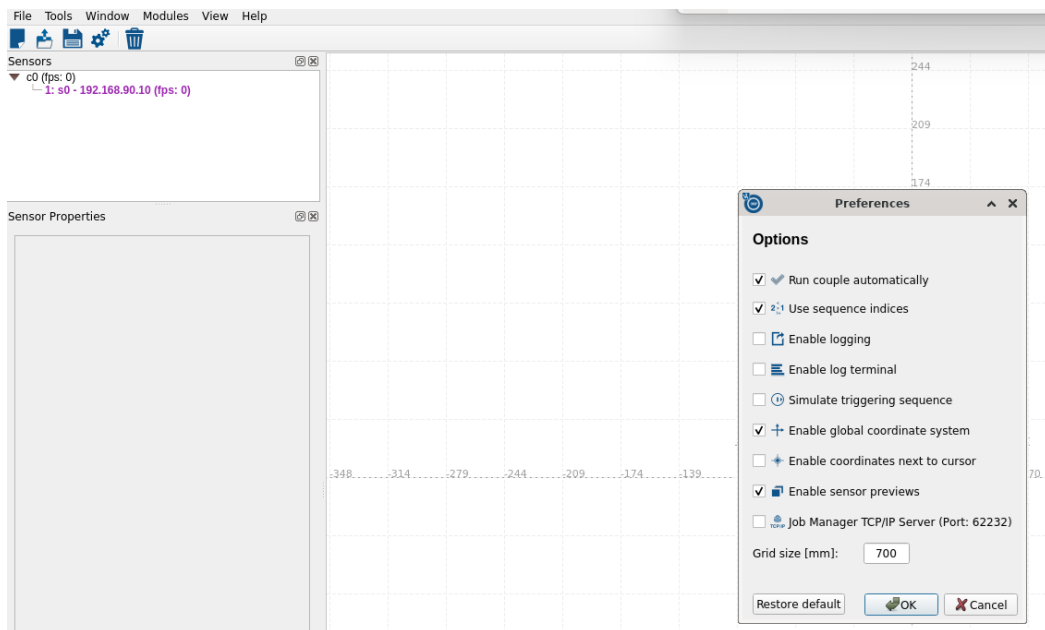 File Tools Window Modules View Help
Sensors
c0 (fps: 0)
1: s0 - 192.168.90.10 (fps: 0)
Sensor Properties
244
209
174
-348 -314 -279 -244 -209 -174 -139 70
Preferences
Options
Run couple automatically
Use sequence indices
Enable logging
Enable log terminal
Simulate triggering sequence
Enable global coordinate system
Enable coordinates next to cursor
Enable sensor previews
TCP/IP Job Manager TCP/IP Server (Port: 62232)
Grid size [mm]: 700
Restore default OK Cancel